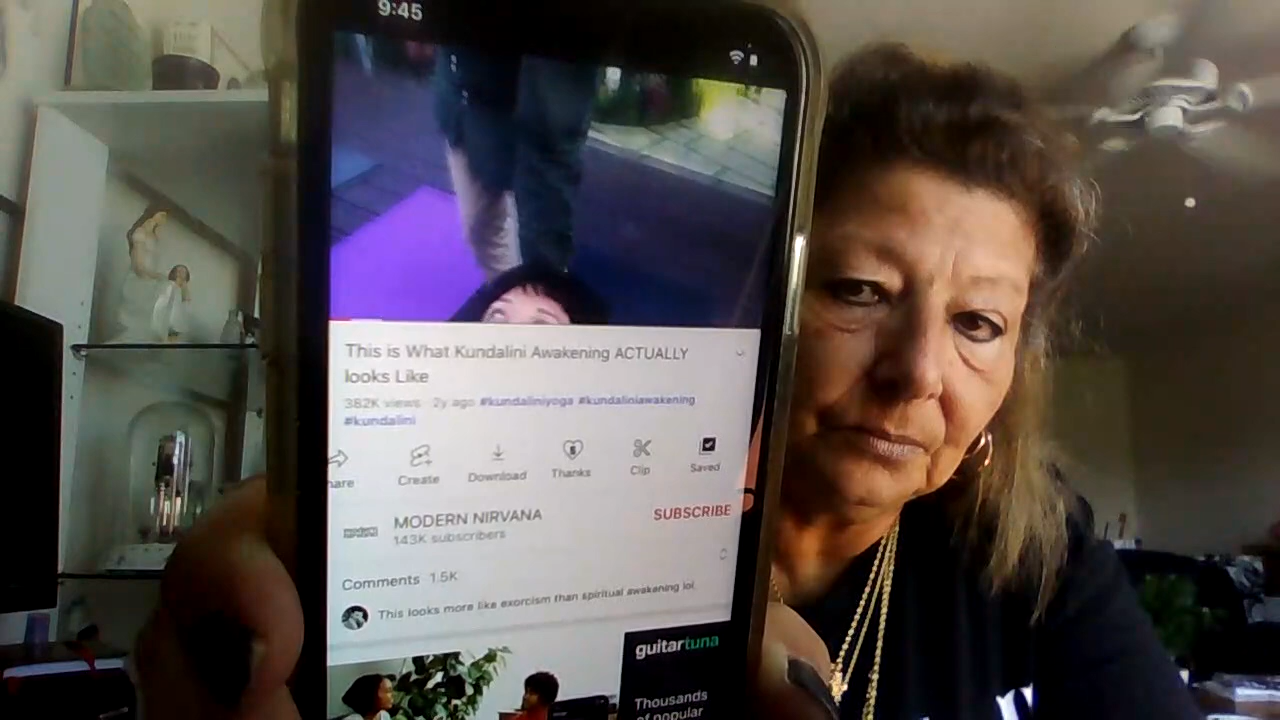 9:45
This is What Kundalini Awakening ACTUALLY
looks Like
382K views · 2y ago #kundaliniyoga #kundaliniawakening
#kundalini
hare Create Download Thanks Clip Saved
MODERN NIRVANA SUBSCRIBE
143K subscribers
Comments 1.5K
This looks more like exorcism than spiritual awakening lol
guitartuna
Thousands
of popular